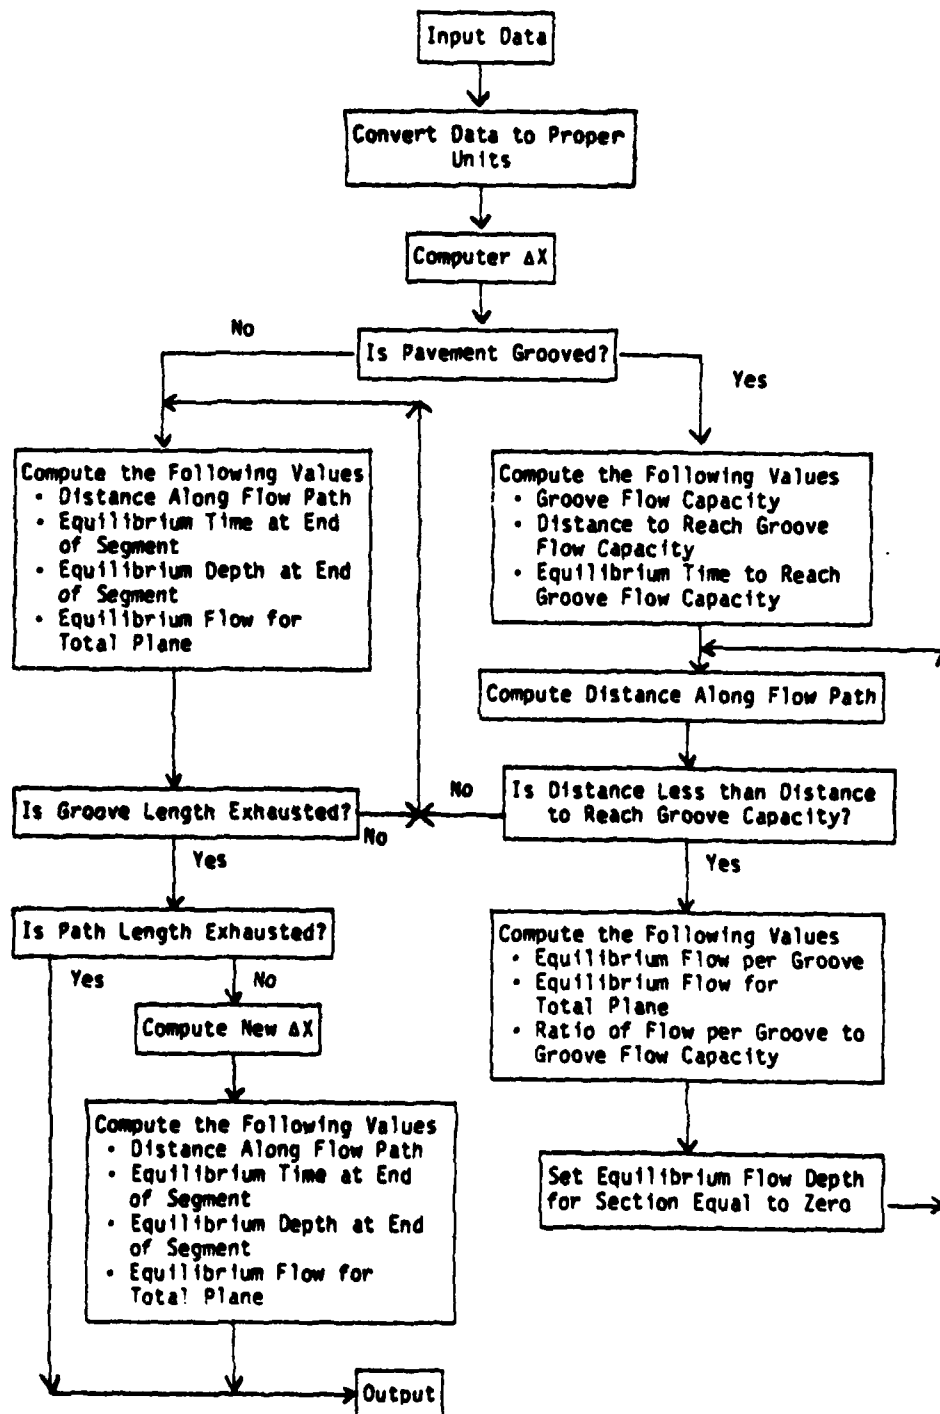 Input Data
Convert Data to Proper
Units
Computer ΔX
No
Is Pavement Grooved?
Yes
Compute the Following Values
• Distance Along Flow Path
• Equilibrium Time at End
of Segment
• Equilibrium Depth at End
of Segment
• Equilibrium Flow for
Total Plane
Compute the Following Values
• Groove Flow Capacity
• Distance to Reach Groove
Flow Capacity
• Equilibrium Time to Reach
Groove Flow Capacity
Compute Distance Along Flow Path
Is Groove Length Exhausted?
No
No
Is Distance Less than Distance
to Reach Groove Capacity?
Yes
Yes
Is Path Length Exhausted?
Yes
No
Compute the Following Values
• Equilibrium Flow per Groove
• Equilibrium Flow for
Total Plane
• Ratio of Flow per Groove to
Groove Flow Capacity
Compute New ΔX
Compute the Following Values
• Distance Along Flow Path
• Equilibrium Time at End
of Segment
• Equilibrium Depth at End
of Segment
• Equilibrium Flow for
Total Plane
Set Equilibrium Flow Depth
for Section Equal to Zero
Output